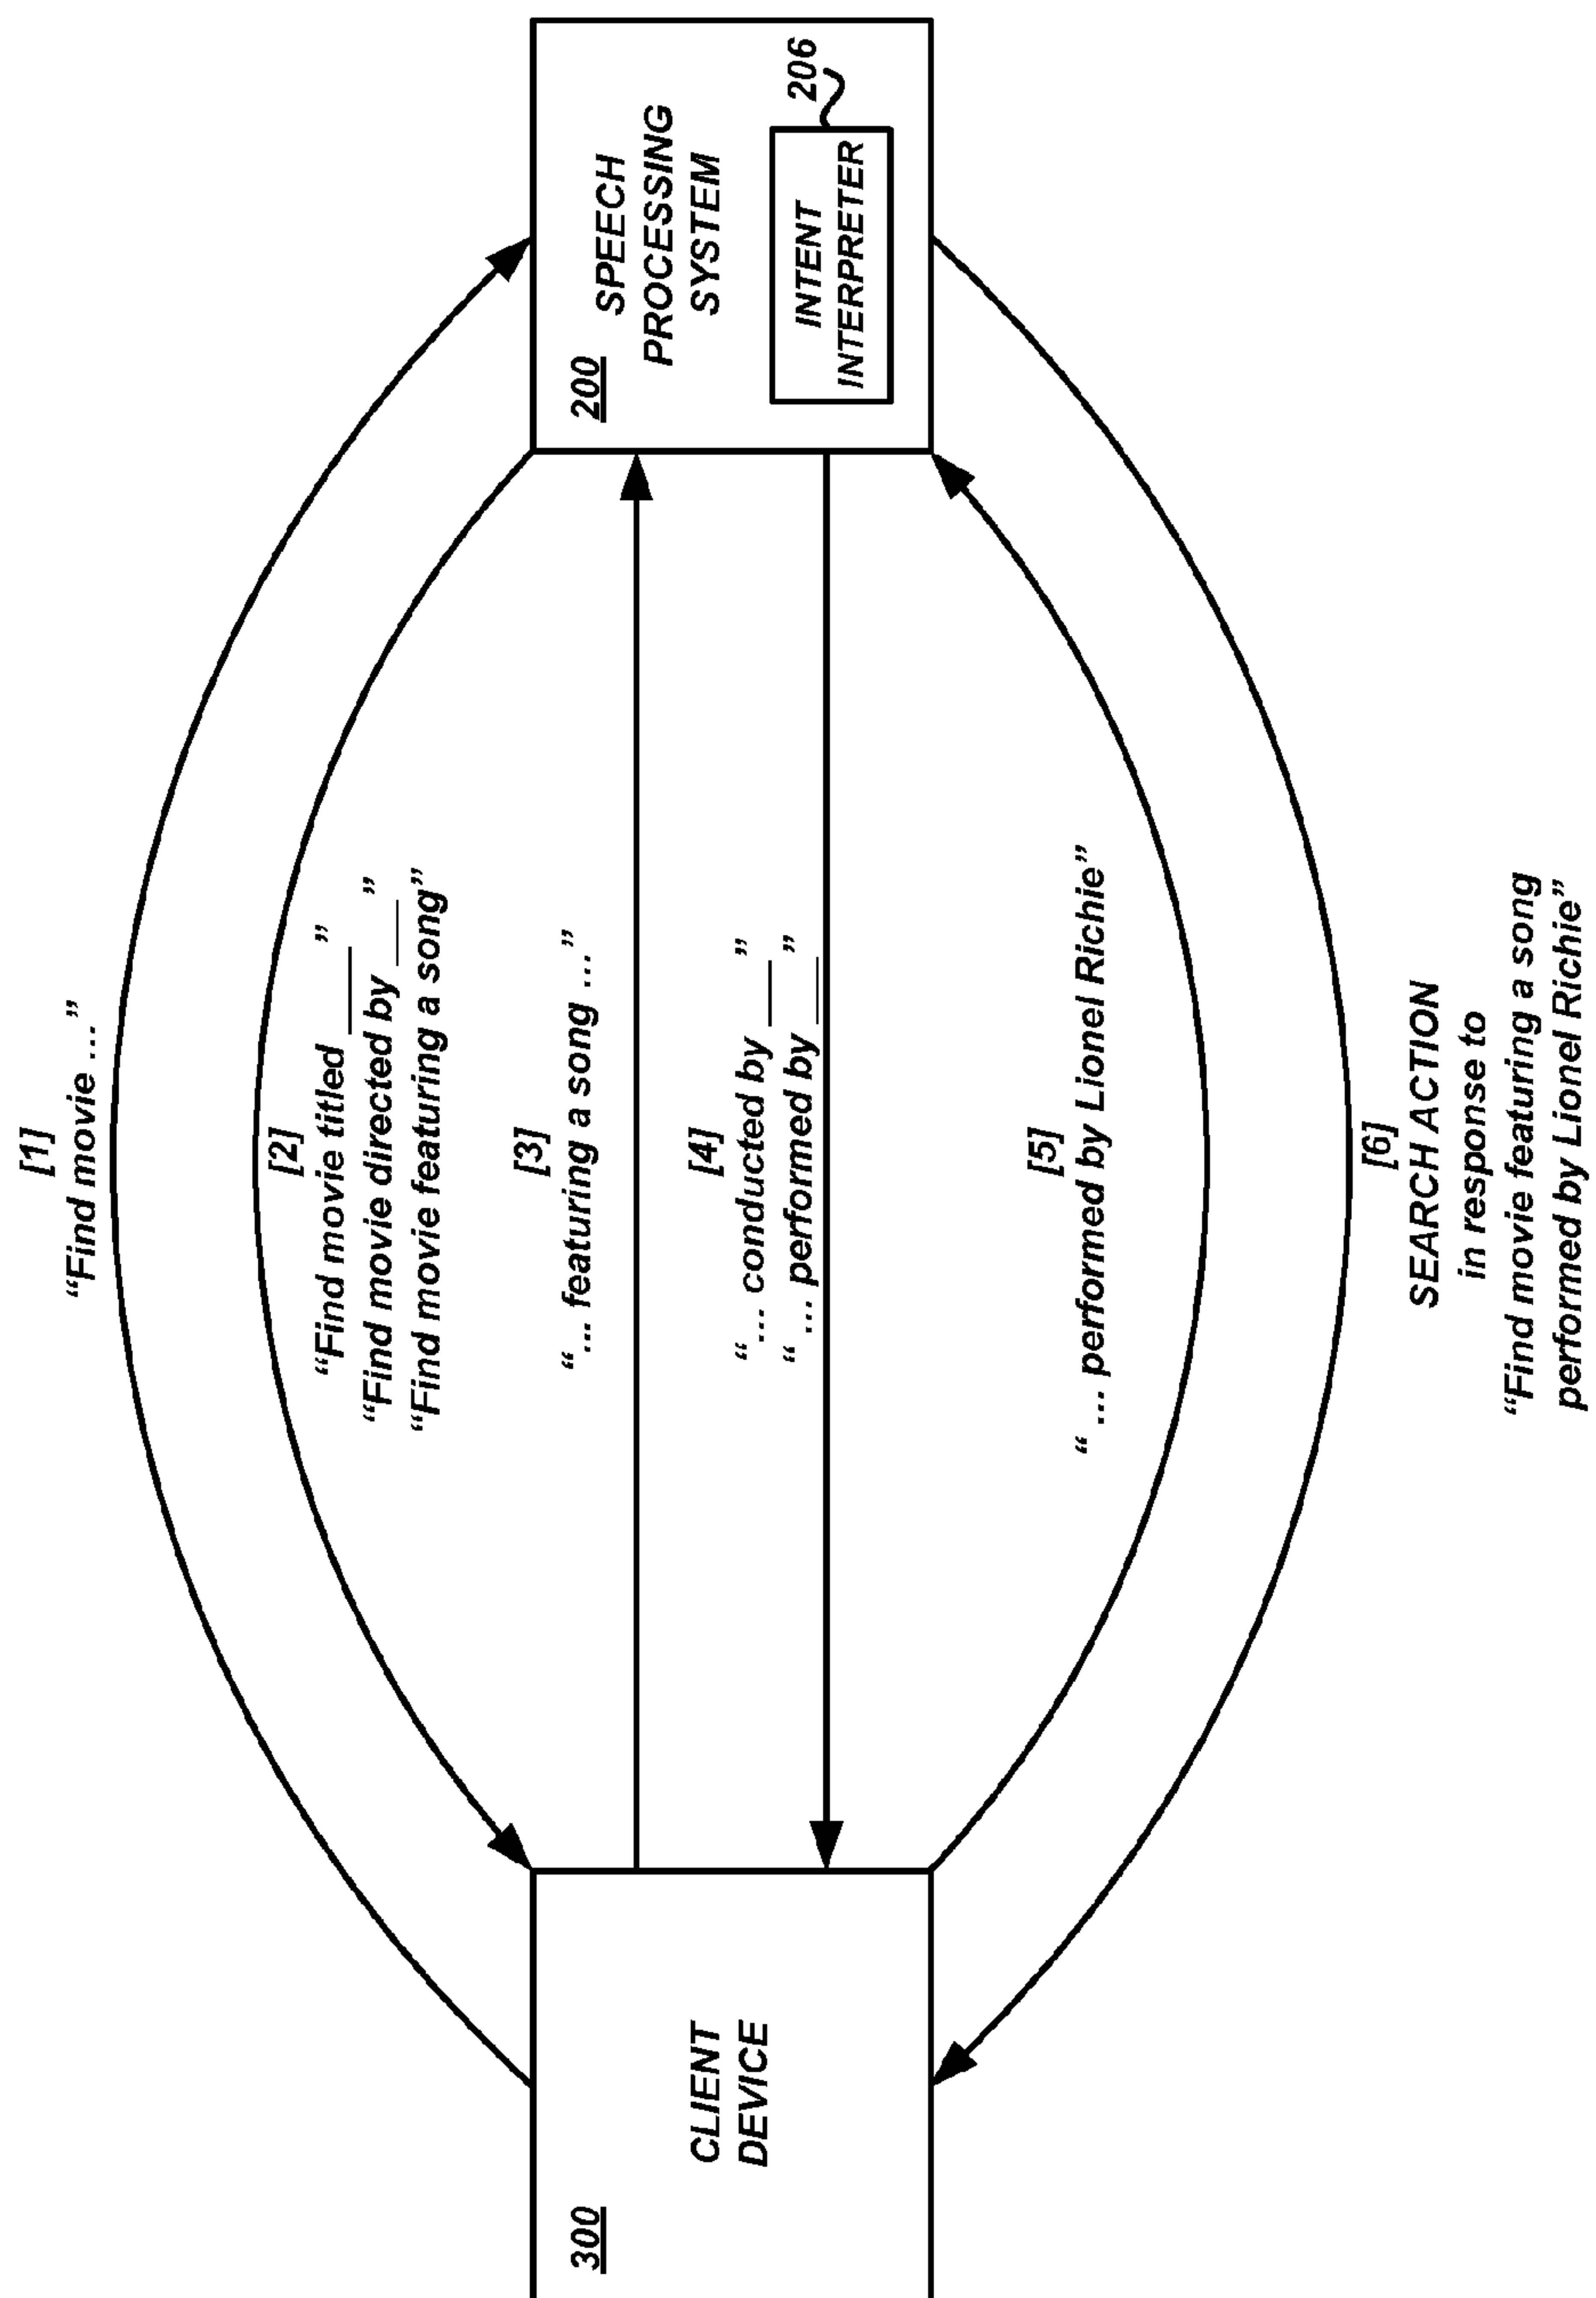 [1]
“Find movie ...”
[2]
“Find movie titled ____”
“Find movie directed by ___”
“Find movie featuring a song”
[3]
“... featuring a song ...”
[4]
“... conducted by ___”
“ ... performed by ___”
[5]
“ ... performed by Lionel Richie”
[6]
SEARCH ACTION
in response to
“Find movie featuring a song
performed by Lionel Richie”
300
CLIENT
DEVICE
200
SPEECH
PROCESSING
SYSTEM
INTENT
INTERPRETER
206